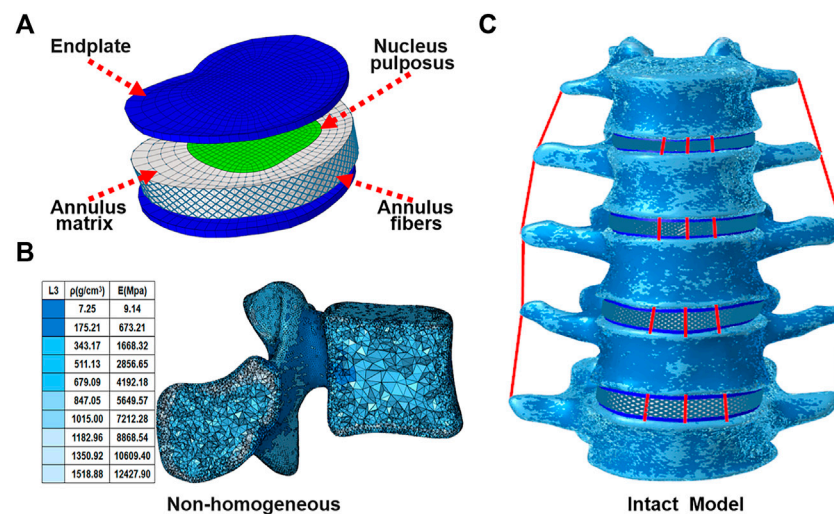 A
Endplate
Nucleus
pulposus
Annulus
matrix
Annulus
fibers
B
L3 ρ(g/cm³) E(Mpa)
7.25 9.14
175.21 673.21
343.17 1668.32
511.13 2856.65
679.09 4192.18
847.05 5649.57
1015.00 7212.28
1182.96 8868.54
1350.92 10609.40
1518.88 12427.90
Non-homogeneous
C
Intact Model